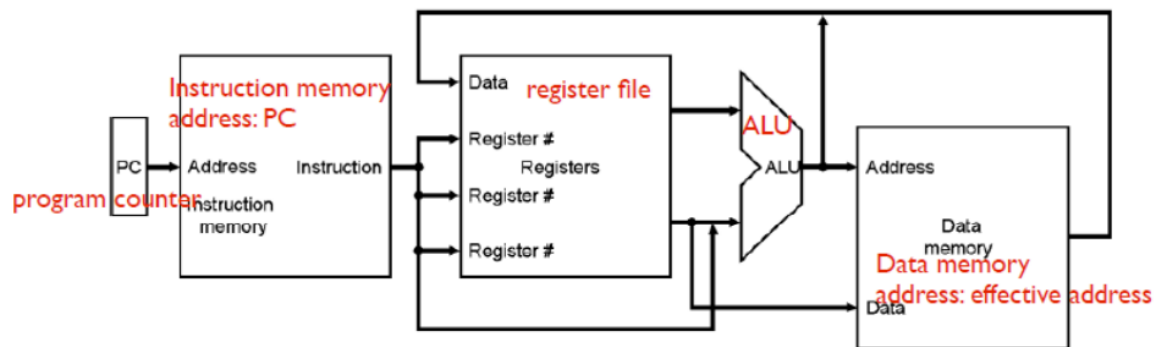 Instruction memory
address: PC
PC
program counter
Address
Instruction
Instruction
memory
Data
register file
Register #
Registers
Register #
Register #
ALU
ALU
Address
Data
memory
Data memory
address: effective address
Data